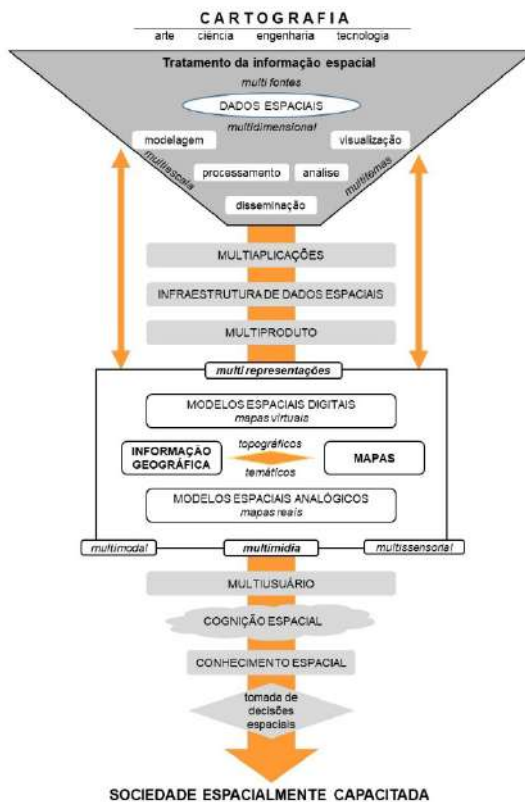 CARTOGRAFIA
arte ciência engenharia tecnologia
Tratamento da informação espacial
multi fontes
DADOS ESPAICIAIS
multidimensional
modelagem
visualização
multiescala
processamento
análise
multitemas
disseminação
MULTIAPLICAÇÕES
INFRAESTRUTURA DE DADOS ESPACIAIS
MULTIPRODUTO
multi representações
MODELOS ESPACIAIS DIGITAIS
mapas virtuais
INFORMAÇÃO
GEOGRÁFICA
topográficos
temáticos
MAPAS
MODELOS ESPACIAIS ANALÓGICOS
mapas reais
multimodal
multimídia
multissensorial
MULTIUSUÁRIO
COGNIÇÃO ESPACIAL
CONHECIMENTO ESPACIAL
tomada de
decisões
espaciais
SOCIEDADE ESPACIALMENTE CAPACITADA